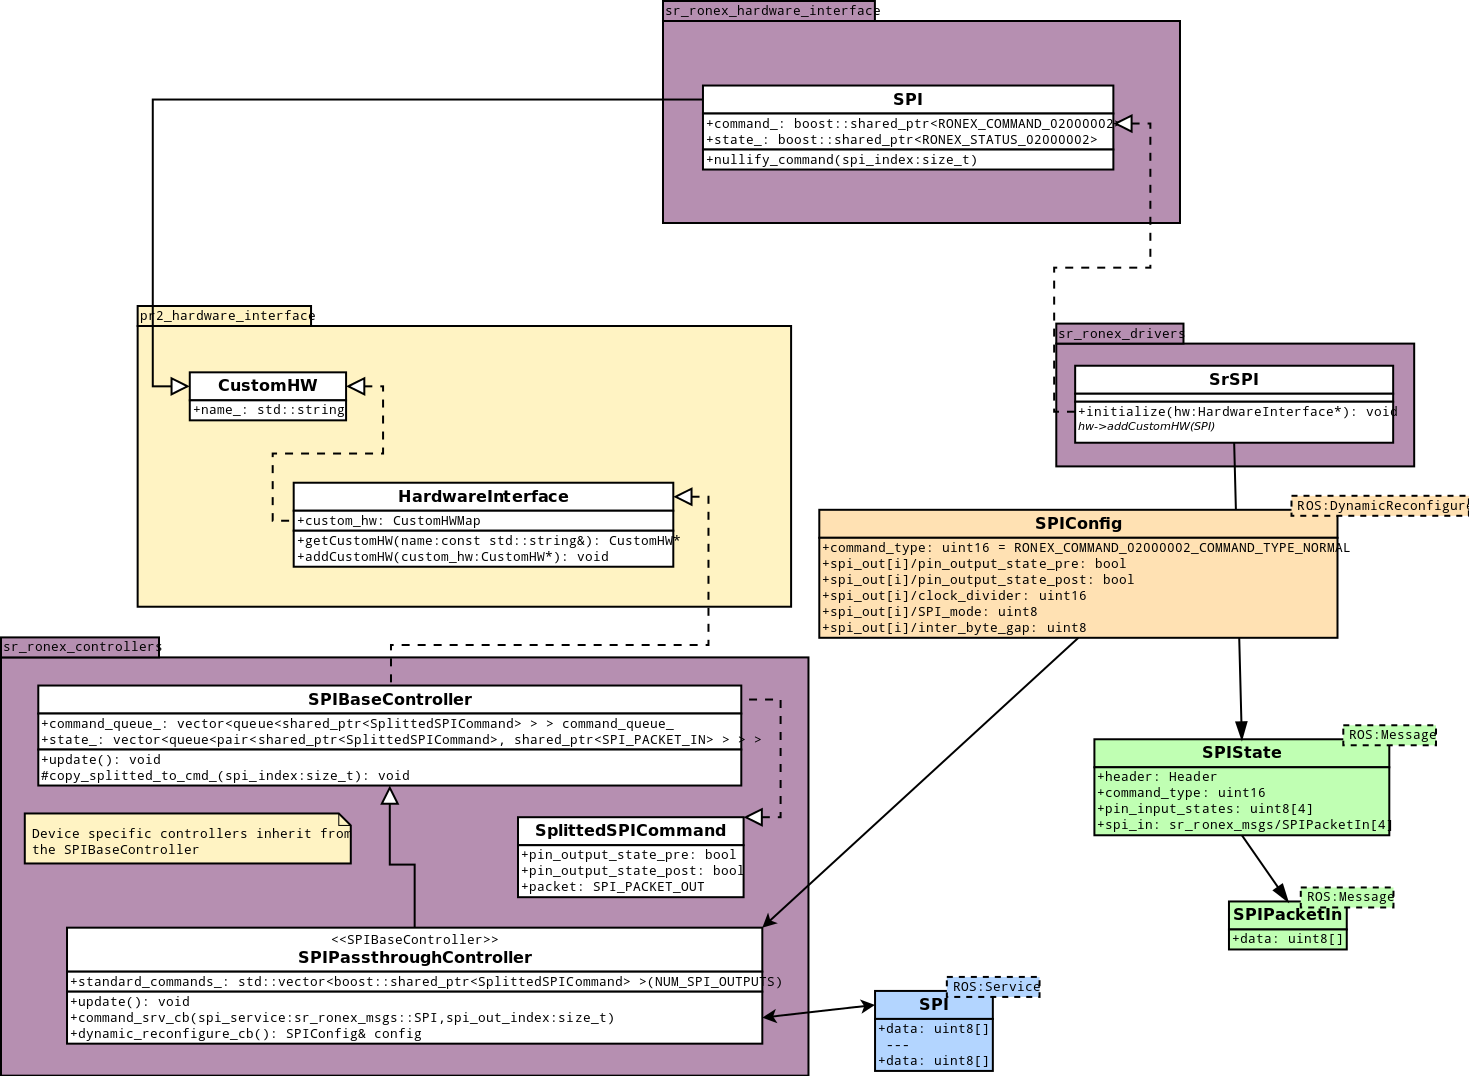 sr_ronex_hardware_interface
SPI
+command_: boost::shared_ptr<RONEX_COMMAND_02000002>
+state_: boost::shared_ptr<RONEX_STATUS_02000002>
+nullify_command(spi_index:size_t)
pr2_hardware_interface
CustomHW
+name_: std::string
HardwareInterface
+custom_hw: CustomHWMap
+getCustomHW(name:const std::string&): CustomHW*
+addCustomHW(custom_hw:CustomHW*): void
sr_ronex_drivers
SrSPI
+initialize(hw:HardwareInterface*): void
hw->addCustomHW(SPI)
ROS:DynamicReconfigure
SPIConfig
+command_type: uint16 = RONEX_COMMAND_02000002_COMMAND_TYPE_NORMAL
+spi_out[i]/pin_output_state_pre: bool
+spi_out[i]/pin_output_state_post: bool
+spi_out[i]/clock_divider: uint16
+spi_out[i]/SPI_mode: uint8
+spi_out[i]/inter_byte_gap: uint8
sr_ronex_controllers
SPIBaseController
+command_queue_: vector<queue<shared_ptr<SplittedSPICommand> > > command_queue_
+state_: vector<queue<pair<shared_ptr<SplittedSPICommand>, shared_ptr<SPI_PACKET_IN> > > >
+update(): void
#copy_splitted_to_cmd_(spi_index:size_t): void
Device specific controllers inherit from
the SPIBaseController
SplittedSPICommand
+pin_output_state_pre: bool
+pin_output_state_post: bool
+packet: SPI_PACKET_OUT
<<SPIBaseController>>
SPIPassthroughController
+standard_commands_: std::vector<boost::shared_ptr<SplittedSPICommand> >(NUM_SPI_OUTPUTS)
+update(): void
+command_srv_cb(spi_service:sr_ronex_msgs::SPI,spi_out_index:size_t)
+dynamic_reconfigure_cb(): SPIConfig& config
ROS:Message
SPIState
+header: Header
+command_type: uint16
+pin_input_states: uint8[4]
+spi_in: sr_ronex_msgs/SPIPacketIn[4]
ROS:Message
SPIPacketIn
+data: uint8[]
ROS:Service
SPI
+data: uint8[]
---
+data: uint8[]